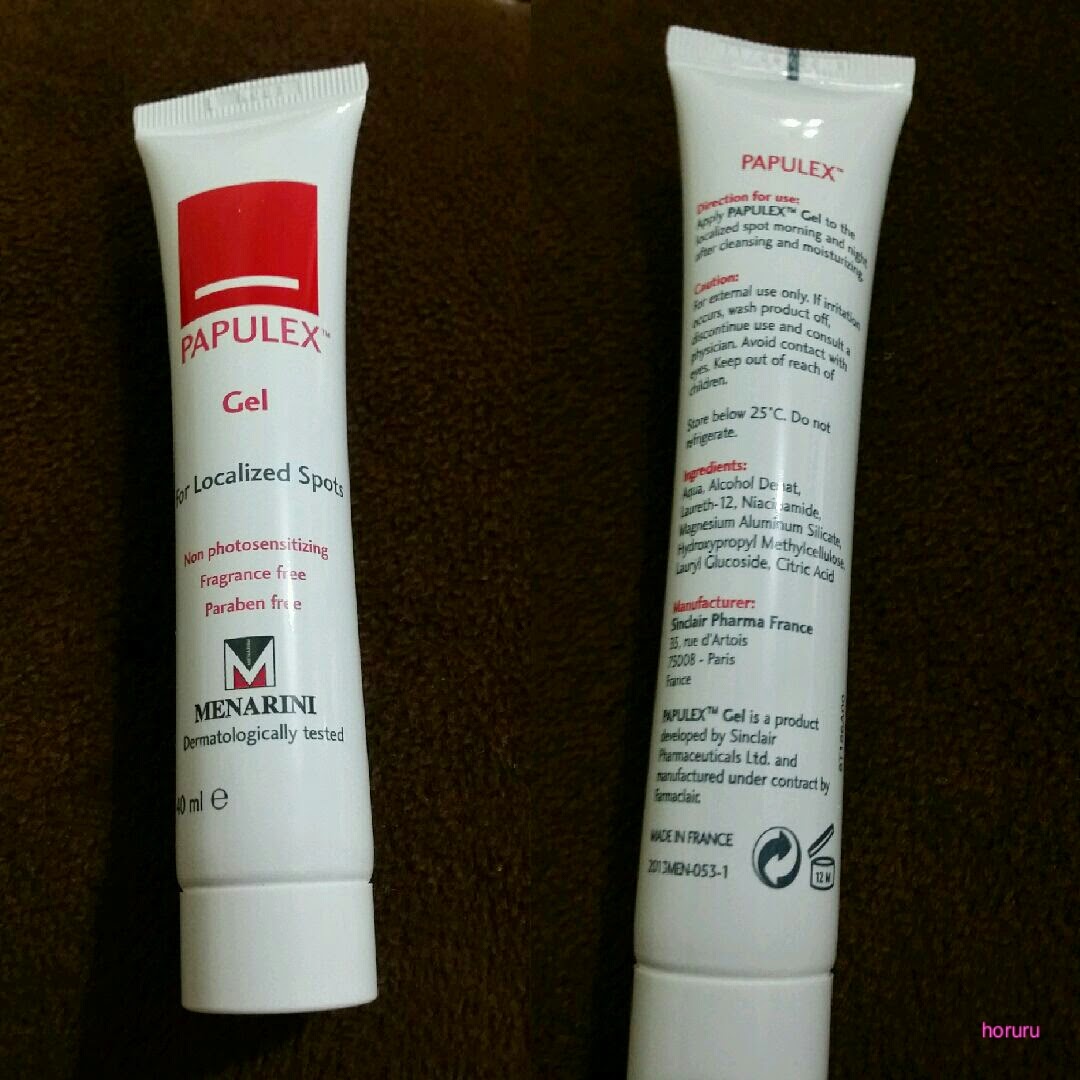 PAPULEX™
Gel
For Localized Spots
Non photosensitizing
Fragrance free
Paraben free
MENARINI
Dermatologically tested
40 ml ℮
PAPULEX™
Direction for use:
Apply PAPULEX™ Gel to the
localized spot morning and night
after cleansing and moisturizing.
Caution:
For external use only. If irritation
occurs, wash product off,
discontinue use and consult a
physician. Avoid contact with
eyes. Keep out of reach of
children.
Store below 25°C. Do not
refrigerate.
Ingredients:
Aqua, Alcohol Denat,
Laureth-12, Niacinamide,
Magnesium Aluminum Silicate,
Hydroxypropyl Methylcellulose,
Lauryl Glucoside, Citric Acid
Manufacturer:
Sinclair Pharma France
35, rue d'Artois
75008 - Paris
France
PAPULEX™ Gel is a product
developed by Sinclair
Pharmaceuticals Ltd. and
manufactured under contract by
Farmaclair.
MADE IN FRANCE
2013MEN-053-1
12 M
horuru